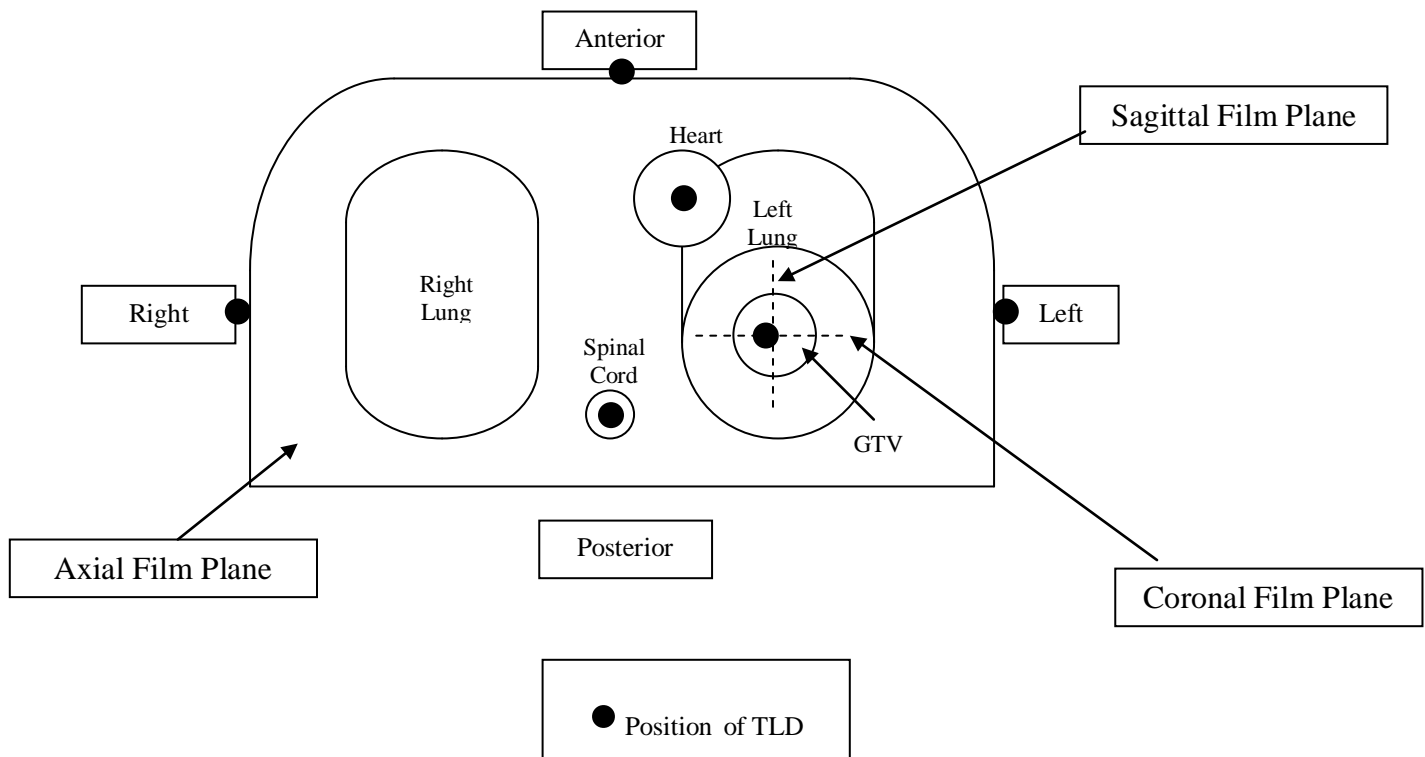 Anterior
Sagittal Film Plane
Heart
Left
Lung
Right
Right
Lung
Left
Spinal
Cord
GTV
Axial Film Plane
Posterior
Coronal Film Plane
Position of TLD